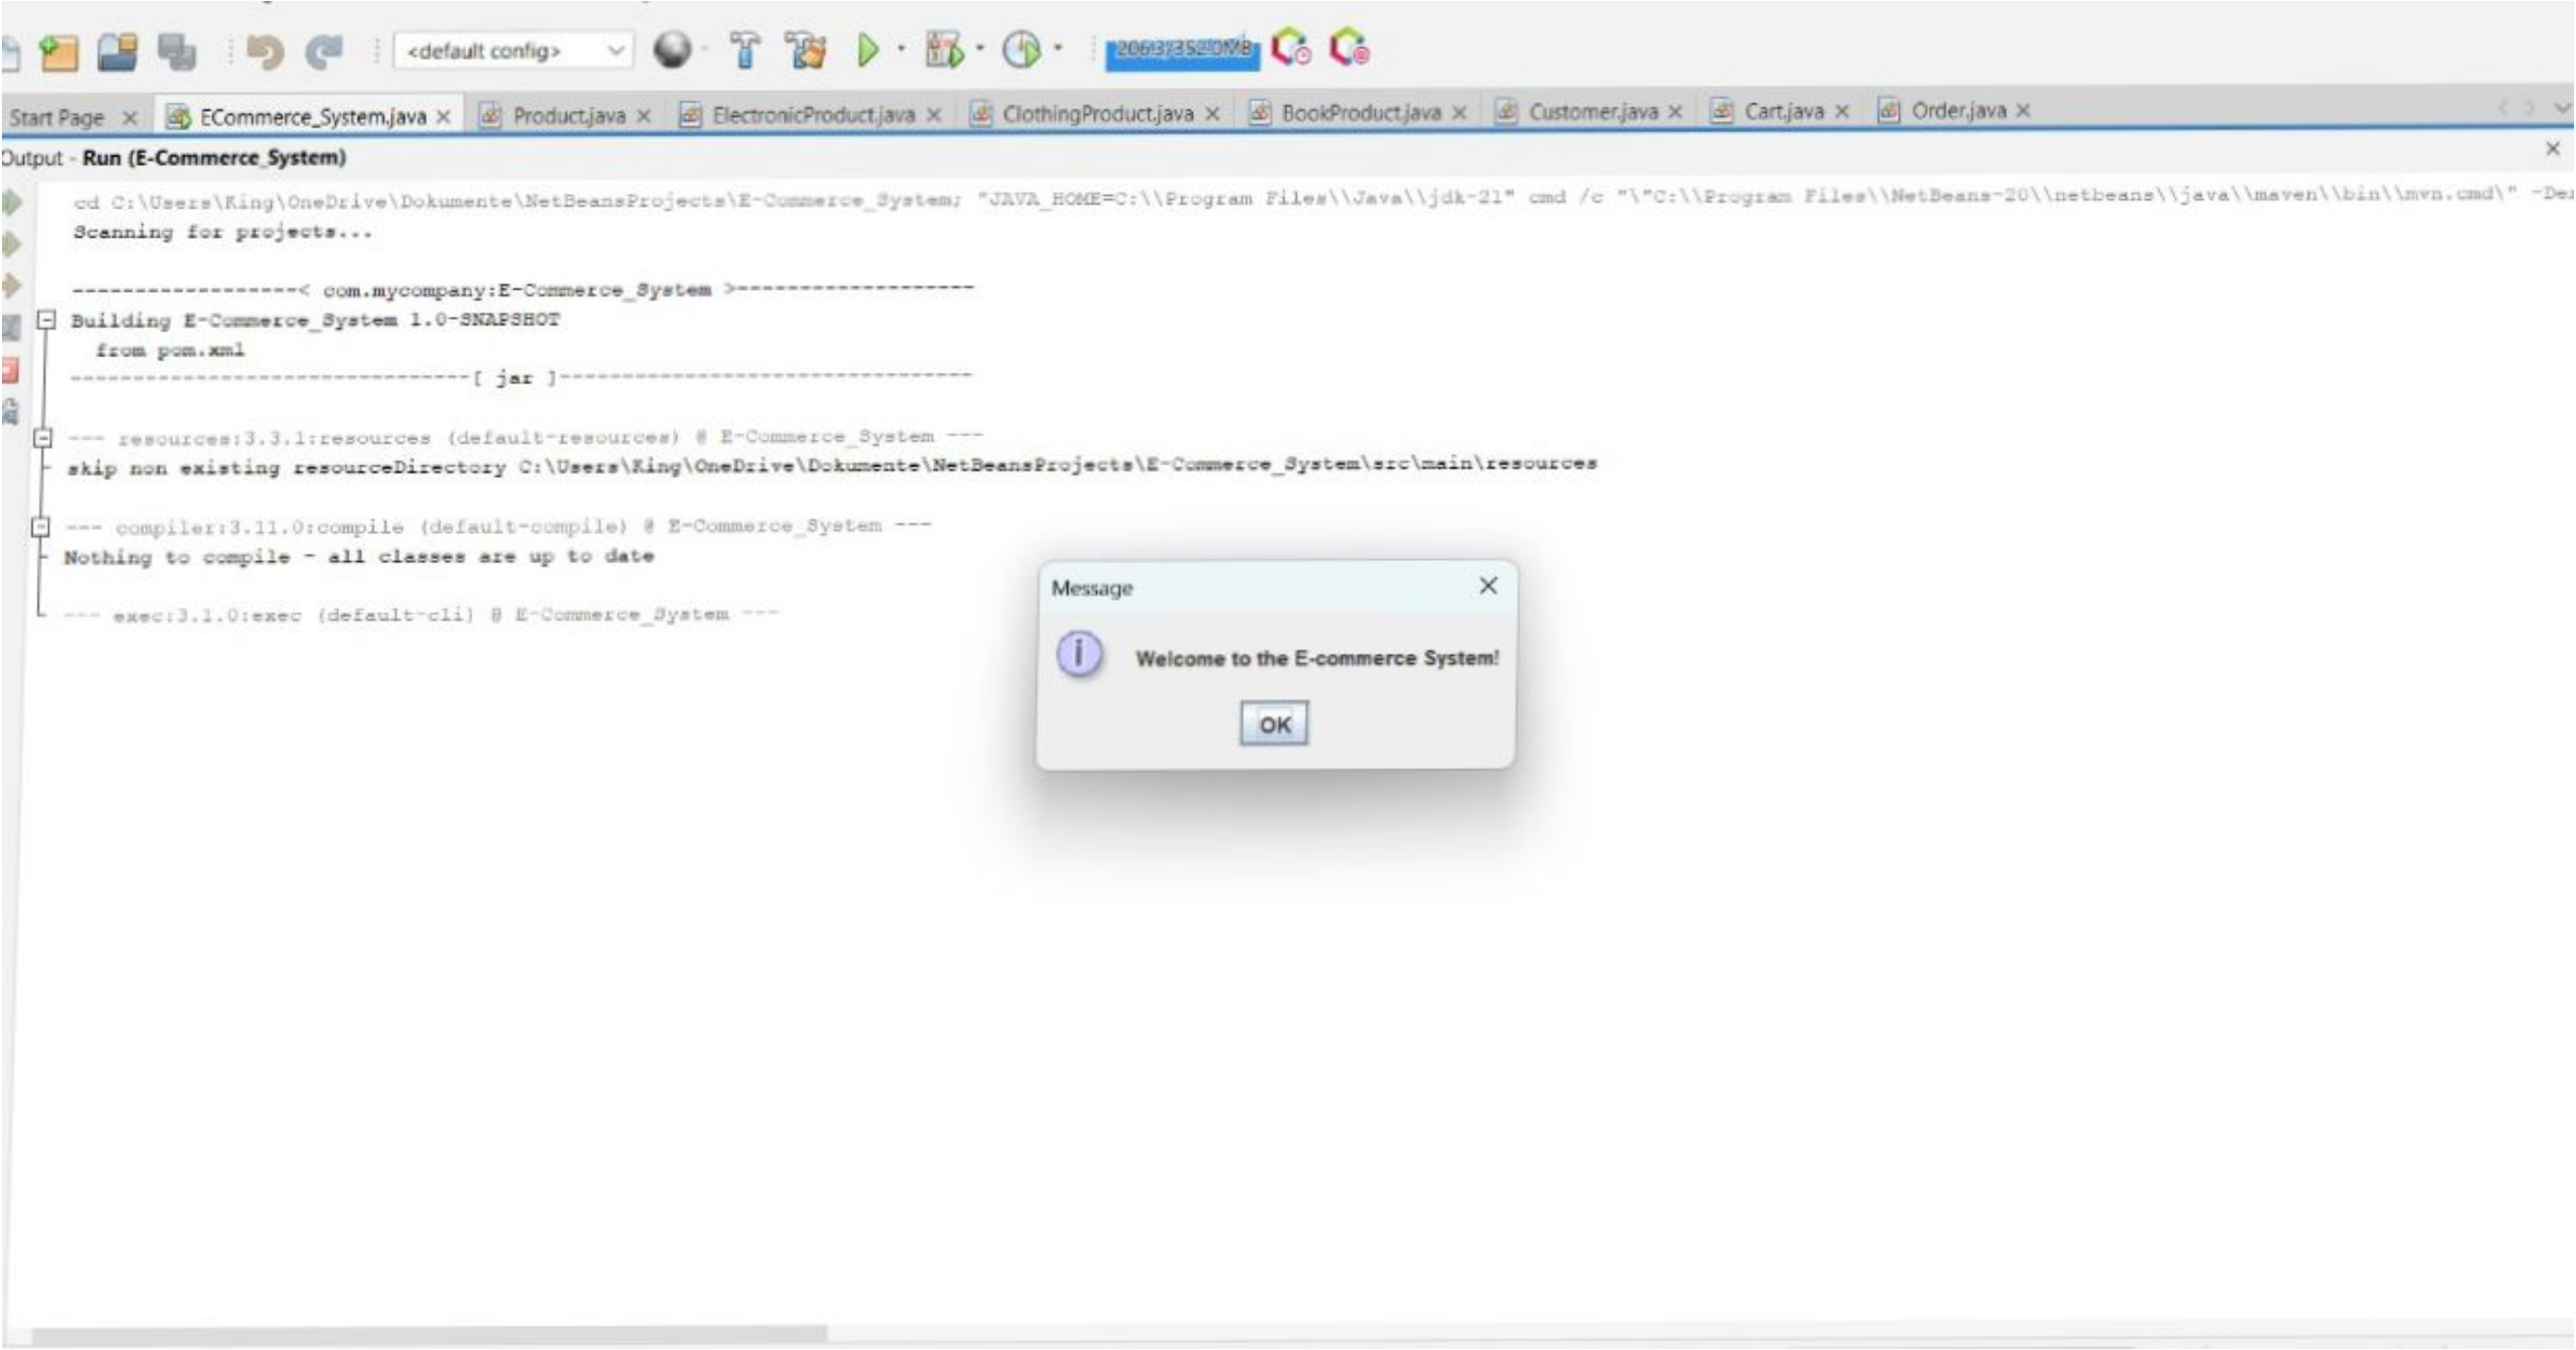 <default config>
206.3/352.0MB
Start Page ECommerce_System.java Product.java ElectronicProduct.java ClothingProduct.java BookProduct.java Customer.java Cart.java Order.java
Output - Run (E-Commerce_System)
cd C:\Users\King\OneDrive\Dokumente\NetBeansProjects\E-Commerce_System; "JAVA_HOME=C:\\Program Files\\Java\\jdk-21" cmd /c "\"C:\\Program Files\\NetBeans-20\\netbeans\\java\\maven\\bin\\mvn.cmd\"
Scanning for projects...
------------------< com.mycompany:E-Commerce_System >-------------------
Building E-Commerce_System 1.0-SNAPSHOT
from pom.xml
--------------------------------[ jar ]---------------------------------
--- resources:3.3.1:resources (default-resources) @ E-Commerce_System ---
skip non existing resourceDirectory C:\Users\King\OneDrive\Dokumente\NetBeansProjects\E-Commerce_System\src\main\resources
--- compiler:3.11.0:compile (default-compile) @ E-Commerce_System ---
Nothing to compile - all classes are up to date
--- exec:3.1.0:exec (default-cli) @ E-Commerce_System ---
Message
Welcome to the E-commerce System!
OK